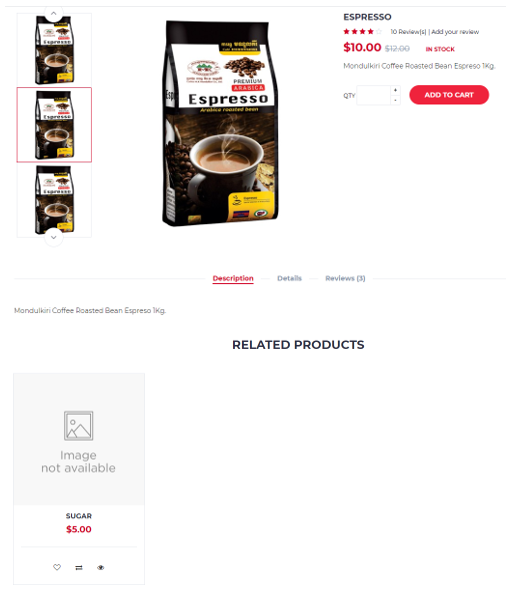 ESPRESSO
10 Review(s) | Add your review
$10.00 $12.00 IN STOCK
Mondulkiri Coffee Roasted Bean Espreso 1Kg.
QTY
ADD TO CART
PREMIUM
ARABICA
Espresso
Arabica roasted bean
Description Details Reviews (3)
Mondulkiri Coffee Roasted Bean Espreso 1Kg.
RELATED PRODUCTS
Image
not available
SUGAR
$5.00